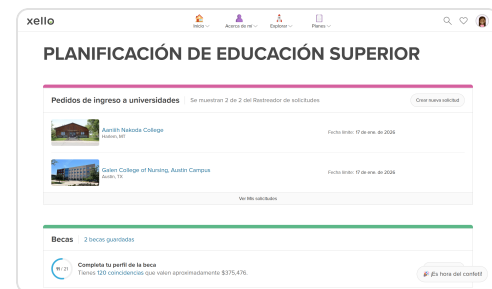 xello
Inicio
Acerca de mí
Explorar
Planes
PLANIFICACIÓN DE EDUCACIÓN SUPERIOR
Pedidos de ingreso a universidades Se muestran 2 de 2 del Rastreador de solicitudes
Crear nueva solicitud
Aaniiih Nakoda College
Harlem, MT
Fecha límite: 17 de ene. de 2026
Galen College of Nursing, Austin Campus
Austin, TX
Fecha límite: 17 de ene. de 2026
Ver Mis solicitudes
Becas 2 becas guardadas
19 / 21
Completa tu perfil de la beca
Tienes 120 coincidencias que valen aproximadamente $375,476.
¡Es hora del confeti!